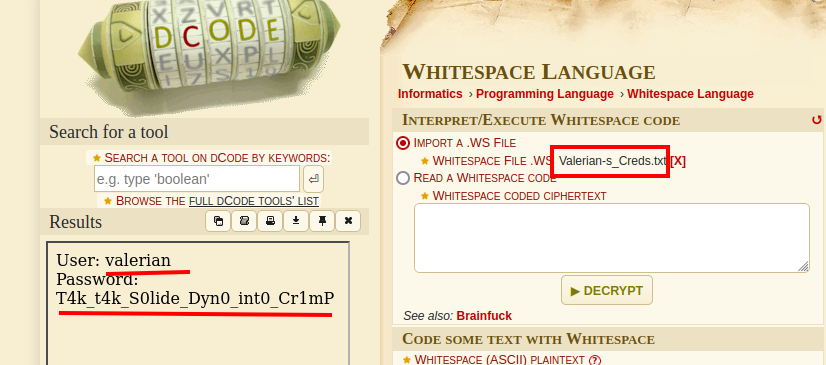 XZVRT
DCODE
EUXPL
Search for a tool
★ SEARCH A TOOL ON DCODE BY KEYWORDS:
e.g. type 'boolean'
★ BROWSE THE FULL DCODE TOOLS' LIST
Results
User: valerian
Password:
T4k_t4k_S0lide_Dyn0_int0_Cr1mP
WHITESPACE LANGUAGE
Informatics › Programming Language › Whitespace Language
INTERPRET/EXECUTE WHITESPACE CODE
IMPORT A .WS FILE
★ WHITESPACE FILE .WS Valerian-s_Creds.txt [X]
READ A WHITESPACE CODE
★ WHITESPACE CODED CIPHERTEXT
▶ DECRYPT
See also: Brainfuck
CODE SOME TEXT WITH WHITESPACE
★ WHITESPACE (ASCII) PLAINTEXT ?